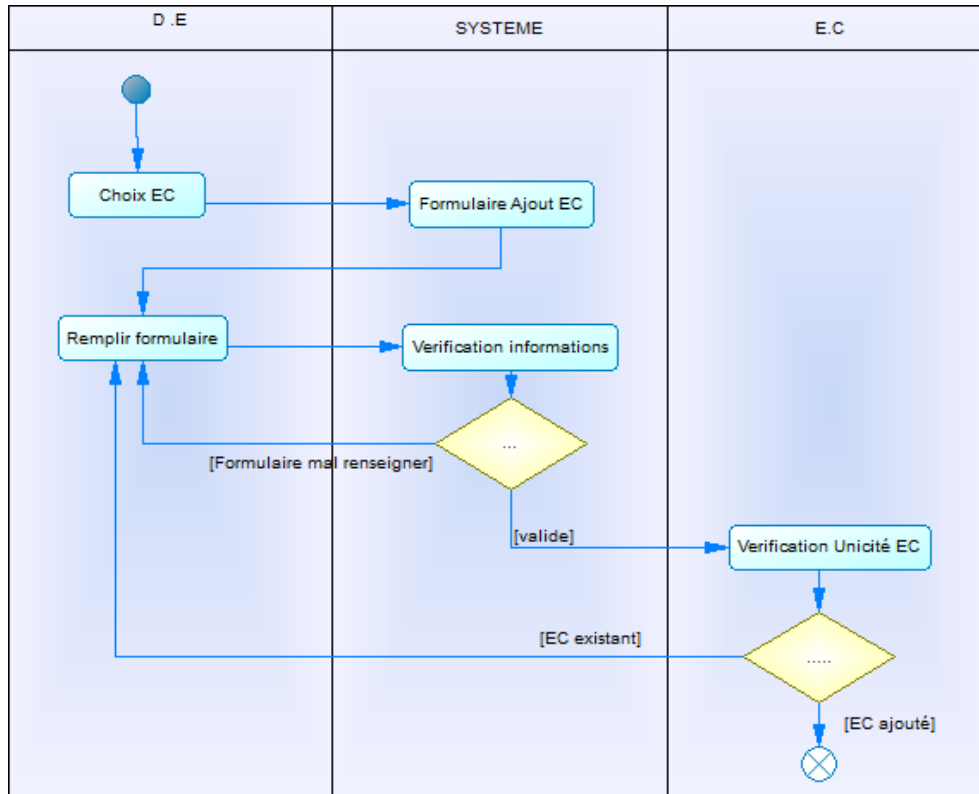 D .E
SYSTEME
E.C
Choix EC
Formulaire Ajout EC
Remplir formulaire
Verification informations
...
[Formulaire mal renseigner]
[valide]
Verification Unicité EC
[EC existant]
.....
[EC ajouté]